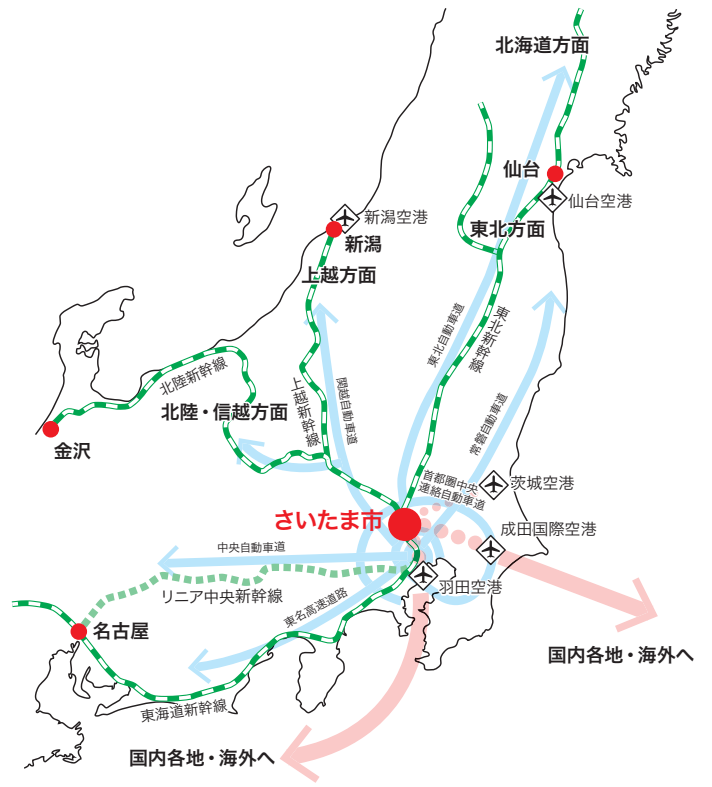 北海道方面
仙台
仙台空港
新潟空港
新潟
東北方面
上越方面
東北自動車道
東北新幹線
北陸新幹線
関越自動車道
上越新幹線
常磐自動車道
北陸・信越方面
金沢
首都圏中央
連絡自動車道
茨城空港
さいたま市
成田国際空港
中央自動車道
羽田空港
リニア中央新幹線
東名高速道路
名古屋
国内各地・海外へ
東海道新幹線
国内各地・海外へ